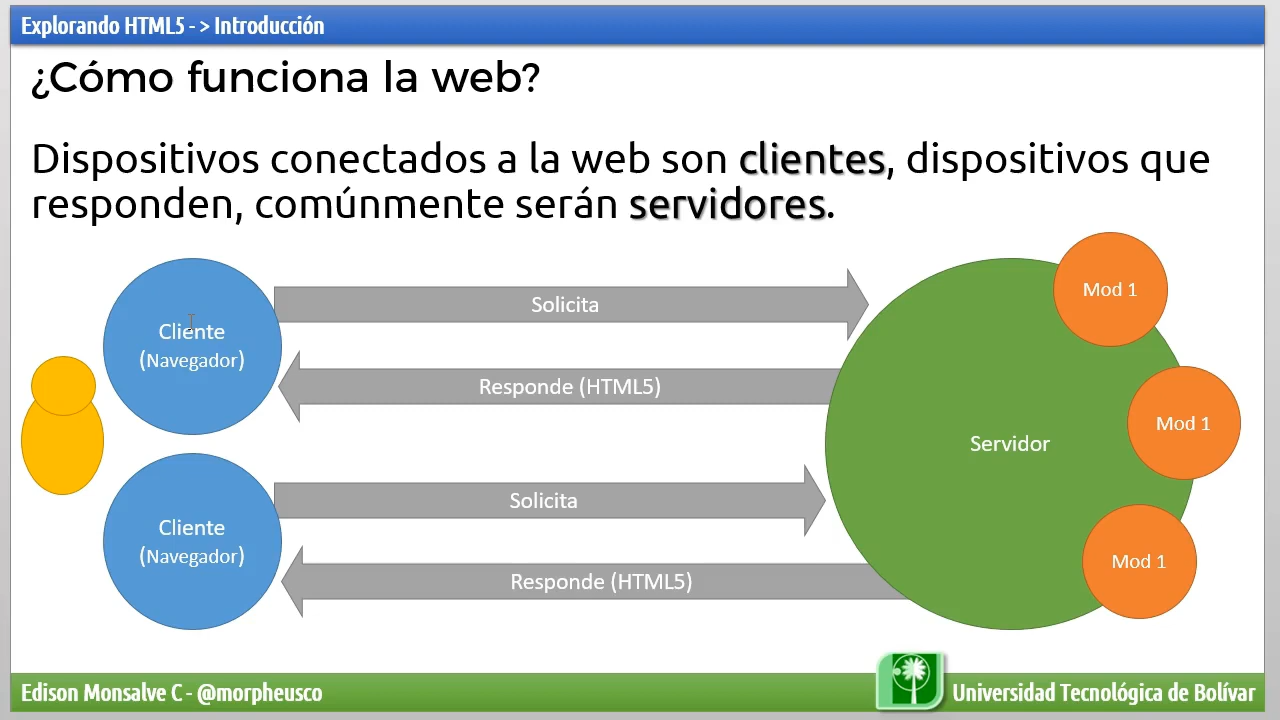 Explorando HTML5 - > Introducción
¿Cómo funciona la web?
Dispositivos conectados a la web son clientes, dispositivos que
responden, comúnmente serán servidores.
Mod 1
Solicita
Cliente
(Navegador)
Responde (HTML5)
Mod 1
Servidor
Solicita
Cliente
(Navegador)
Mod 1
Responde (HTML5)
Edison Monsalve C - @morpheusco
Universidad Tecnológica de Bolívar